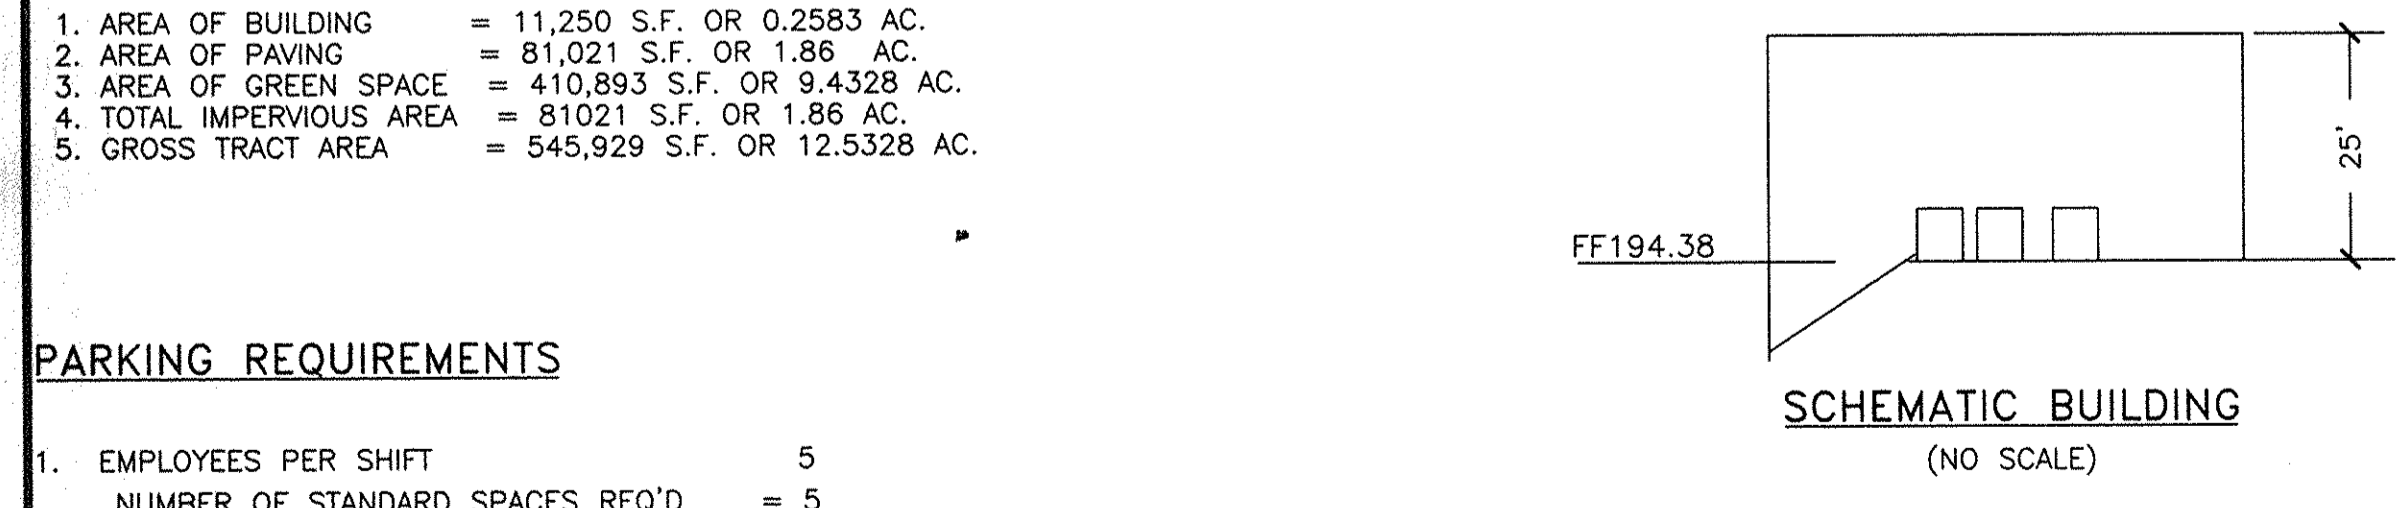 1. AREA OF BUILDING = 11,250 S.F. OR 0.2583 AC.
2. AREA OF PAVING = 81,021 S.F. OR 1.86 AC.
3. AREA OF GREEN SPACE = 410,893 S.F. OR 9.4328 AC.
4. TOTAL IMPERVIOUS AREA = 81021 S.F. OR 1.86 AC.
5. GROSS TRACT AREA = 545,929 S.F. OR 12.5328 AC.
25'
FF194.38
PARKING REQUIREMENTS
SCHEMATIC BUILDING
(NO SCALE)
1. EMPLOYEES PER SHIFT 5
NUMBER OF STANDARD SPACES REQ'D = 5